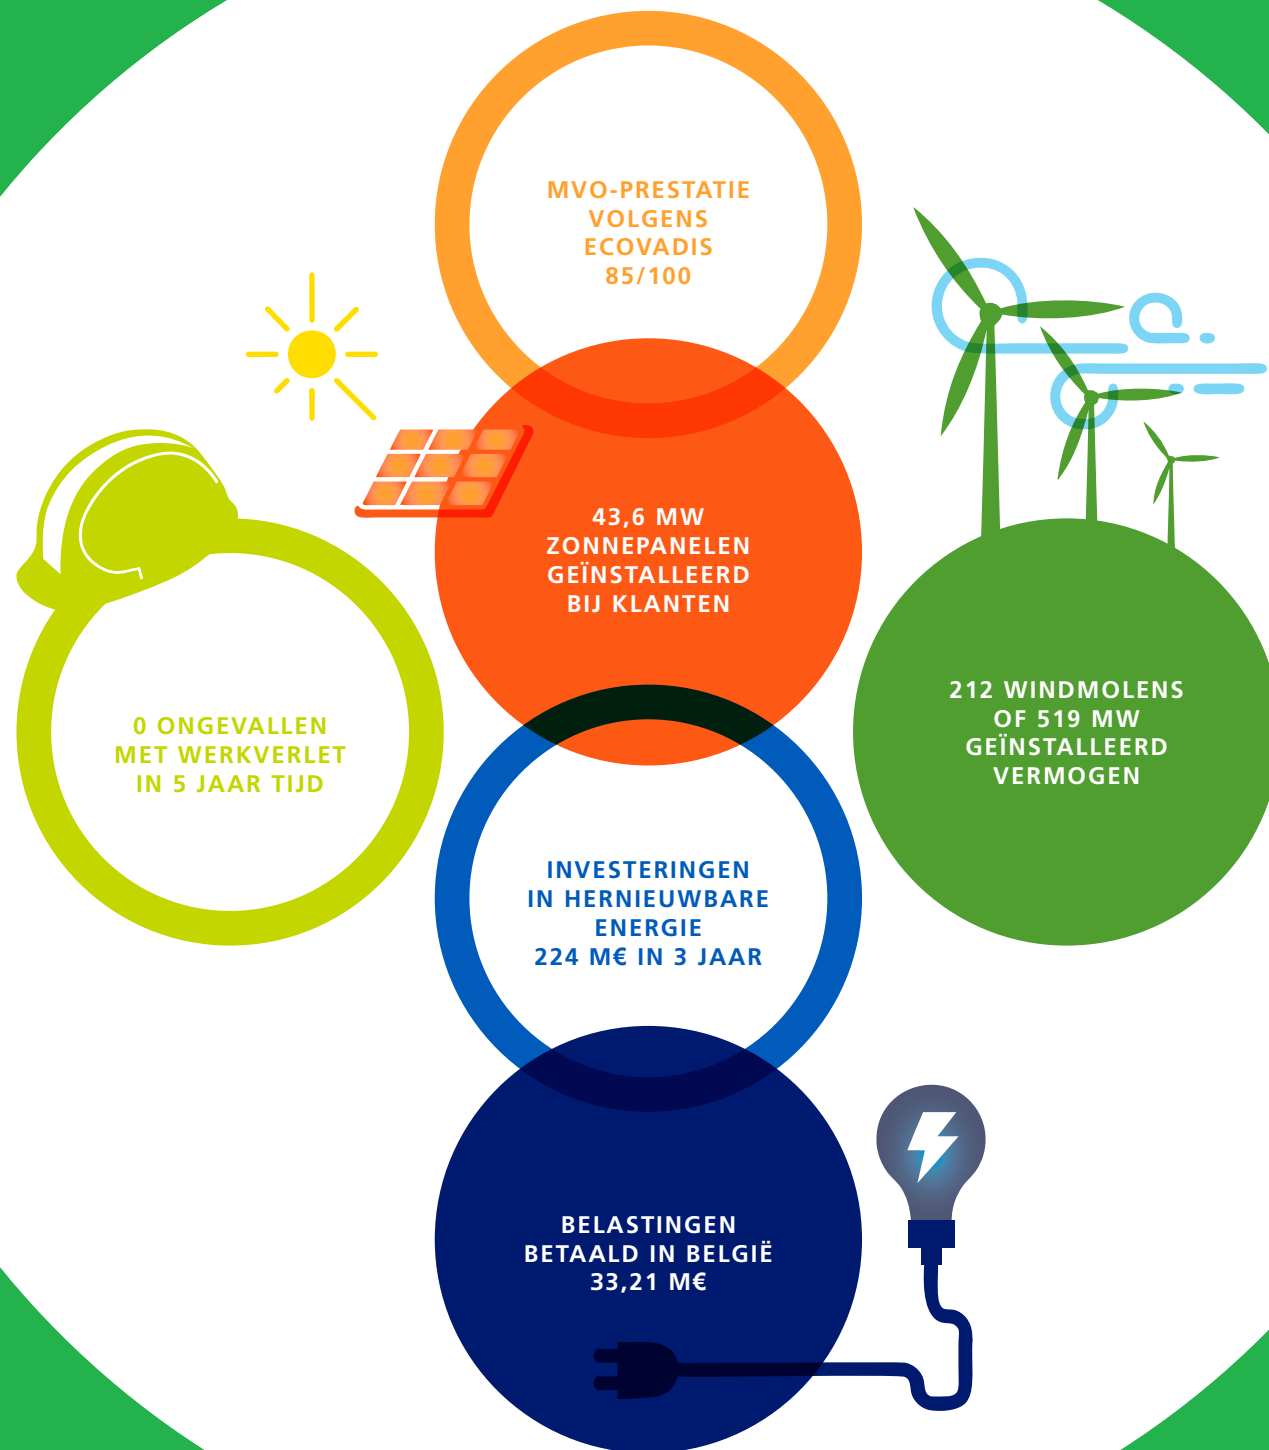 MVO-PRESTATIE
VOLGENS
ECOVADIS
85/100
43,6 MW
ZONNEPANELEN
GEÏNSTALLEERD
BIJ KLANTEN
0 ONGEVALLEN
MET WERKVERLET
IN 5 JAAR TIJD
212 WINDMOLENS
OF 519 MW
GEÏNSTALLEERD
VERMOGEN
INVESTERINGEN
IN HERNIEUWBARE
ENERGIE
224 M€ IN 3 JAAR
BELASTINGEN
BETAALD IN BELGIË
33,21 M€